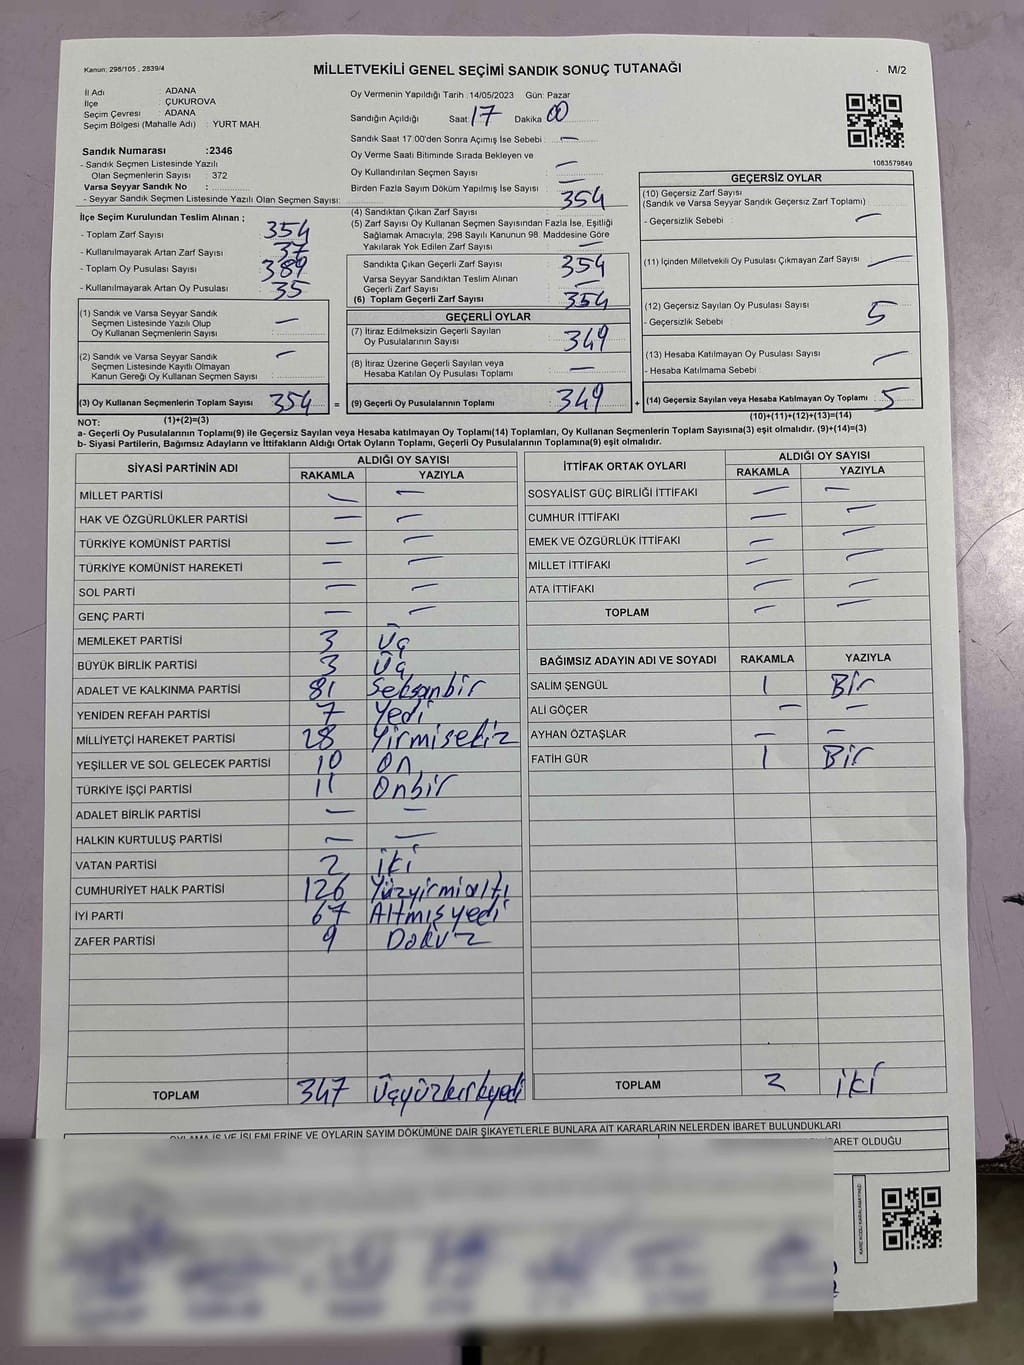 Kanun: 298/105 , 2839/4
MİLLETVEKİLİ GENEL SEÇİMİ SANDIK SONUÇ TUTANAĞI
M/2
İl Adı : ADANA
İlçe : ÇUKUROVA
Seçim Çevresi : ADANA
Seçim Bölgesi (Mahalle Adı) : YURT MAH.
Sandık Numarası :2346
- Sandık Seçmen Listesinde Yazılı
Olan Seçmenlerin Sayısı : 372
Varsa Seyyar Sandık No :
- Seyyar Sandık Seçmen Listesinde Yazılı Olan Seçmen Sayısı:
Oy Vermenin Yapıldığı Tarih :14/05/2023 Gün: Pazar
Sandığın Açıldığı Saat: 17 Dakika 00
Sandık Saat 17:00'den Sonra Açımış İse Sebebi : —
Oy Verme Saati Bitiminde Sırada Bekleyen ve
Oy Kullandırılan Seçmen Sayısı —
Birden Fazla Sayım Döküm Yapılmış İse Sayısı —
1083579849
İlçe Seçim Kurulundan Teslim Alınan ;
- Toplam Zarf Sayısı 354
- Kullanılmayarak Artan Zarf Sayısı 37
- Toplam Oy Pusulası Sayısı 389
- Kullanılmayarak Artan Oy Pusulası 35
(1) Sandık ve Varsa Seyyar Sandık
Seçmen Listesinde Yazılı Olup
Oy Kullanan Seçmenlerin Sayısı —
(2) Sandık ve Varsa Seyyar Sandık
Seçmen Listesinde Kayıtlı Olmayan
Kanun Gereği Oy Kullanan Seçmen Sayısı: —
(3) Oy Kullanan Seçmenlerin Toplam Sayısı 354 =
(4) Sandıktan Çıkan Zarf Sayısı 354
(5) Zarf Sayısı Oy Kullanan Seçmen Sayısından Fazla İse, Eşitliği
Sağlamak Amacıyla, 298 Sayılı Kanunun 98. Maddesine Göre
Yakılarak Yok Edilen Zarf Sayısı —
Sandıkta Çıkan Geçerli Zarf Sayısı 354
Varsa Seyyar Sandıktan Teslim Alınan
Geçerli Zarf Sayısı —
(6) Toplam Geçerli Zarf Sayısı 354
GEÇERLİ OYLAR
(7) İtiraz Edilmeksizin Geçerli Sayılan
Oy Pusulalarının Sayısı 349
(8) İtiraz Üzerine Geçerli Sayılan veya
Hesaba Katılan Oy Pusulası Toplamı —
(9) Geçerli Oy Pusulalarının Toplamı 349 +
GEÇERSİZ OYLAR
(10) Geçersiz Zarf Sayısı
(Sandık ve Varsa Seyyar Sandık Geçersiz Zarf Toplamı)
- Geçersizlik Sebebi : —
(11) İçinden Milletvekili Oy Pusulası Çıkmayan Zarf Sayısı —
(12) Geçersiz Sayılan Oy Pusulası Sayısı 5
- Geçersizlik Sebebi :
(13) Hesaba Katılmayan Oy Pusulası Sayısı —
- Hesaba Katılmama Sebebi :
(14) Geçersiz Sayılan veya Hesaba Katılmayan Oy Toplamı 5
NOT: (1)+(2)=(3) (10)+(11)+(12)+(13)=(14)
a- Geçerli Oy Pusulalarının Toplamı(9) ile Geçersiz Sayılan veya Hesaba katılmayan Oy Toplamı(14) Toplamları, Oy Kullanan Seçmenlerin Toplam Sayısına(3) eşit olmalıdır. (9)+(14)=(3)
b- Siyasi Partilerin, Bağımsız Adayların ve İttifakların Aldığı Ortak Oyların Toplamı, Geçerli Oy Pusulalarının Toplamına(9) eşit olmalıdır.
SİYASİ PARTİNİN ADI ALDIĞI OY SAYISI
RAKAMLA YAZIYLA
MİLLET PARTİSİ — —
HAK VE ÖZGÜRLÜKLER PARTİSİ — —
TÜRKİYE KOMÜNİST PARTİSİ — —
TÜRKİYE KOMÜNİST HAREKETİ — —
SOL PARTİ — —
GENÇ PARTİ — —
MEMLEKET PARTİSİ 3 Üç
BÜYÜK BİRLİK PARTİSİ 3 Üç
ADALET VE KALKINMA PARTİSİ 81 Seksanbir
YENİDEN REFAH PARTİSİ 7 Yedi
MİLLİYETÇİ HAREKET PARTİSİ 28 Yirmisekiz
YEŞİLLER VE SOL GELECEK PARTİSİ 10 On
TÜRKİYE İŞÇİ PARTİSİ 11 Onbir
ADALET BİRLİK PARTİSİ — —
HALKIN KURTULUŞ PARTİSİ — —
VATAN PARTİSİ 2 iki
CUMHURİYET HALK PARTİSİ 126 Yüzyirmialtı
İYİ PARTİ 67 Altmışyedi
ZAFER PARTİSİ 9 Dokuz
TOPLAM 347 Üçyüzkırkyedi
İTTİFAK ORTAK OYLARI ALDIĞI OY SAYISI
RAKAMLA YAZIYLA
SOSYALİST GÜÇ BİRLİĞİ İTTİFAKI — —
CUMHUR İTTİFAKI — —
EMEK VE ÖZGÜRLÜK İTTİFAKI — —
MİLLET İTTİFAKI — —
ATA İTTİFAKI — —
TOPLAM — —
BAĞIMSIZ ADAYIN ADI VE SOYADI RAKAMLA YAZIYLA
SALİM ŞENGÜL 1 Bir
ALİ GÖÇER — —
AYHAN ÖZTAŞLAR — —
FATİH GÜR 1 Bir
TOPLAM 2 iki
OYLAMA İŞ VE İŞLEMLERİNE VE OYLARIN SAYIM DÖKÜMÜNE DAİR ŞİKAYETLERLE BUNLARA AİT KARARLARIN NELERDEN İBARET BULUNDUKLARI
İBARET OLDUĞU